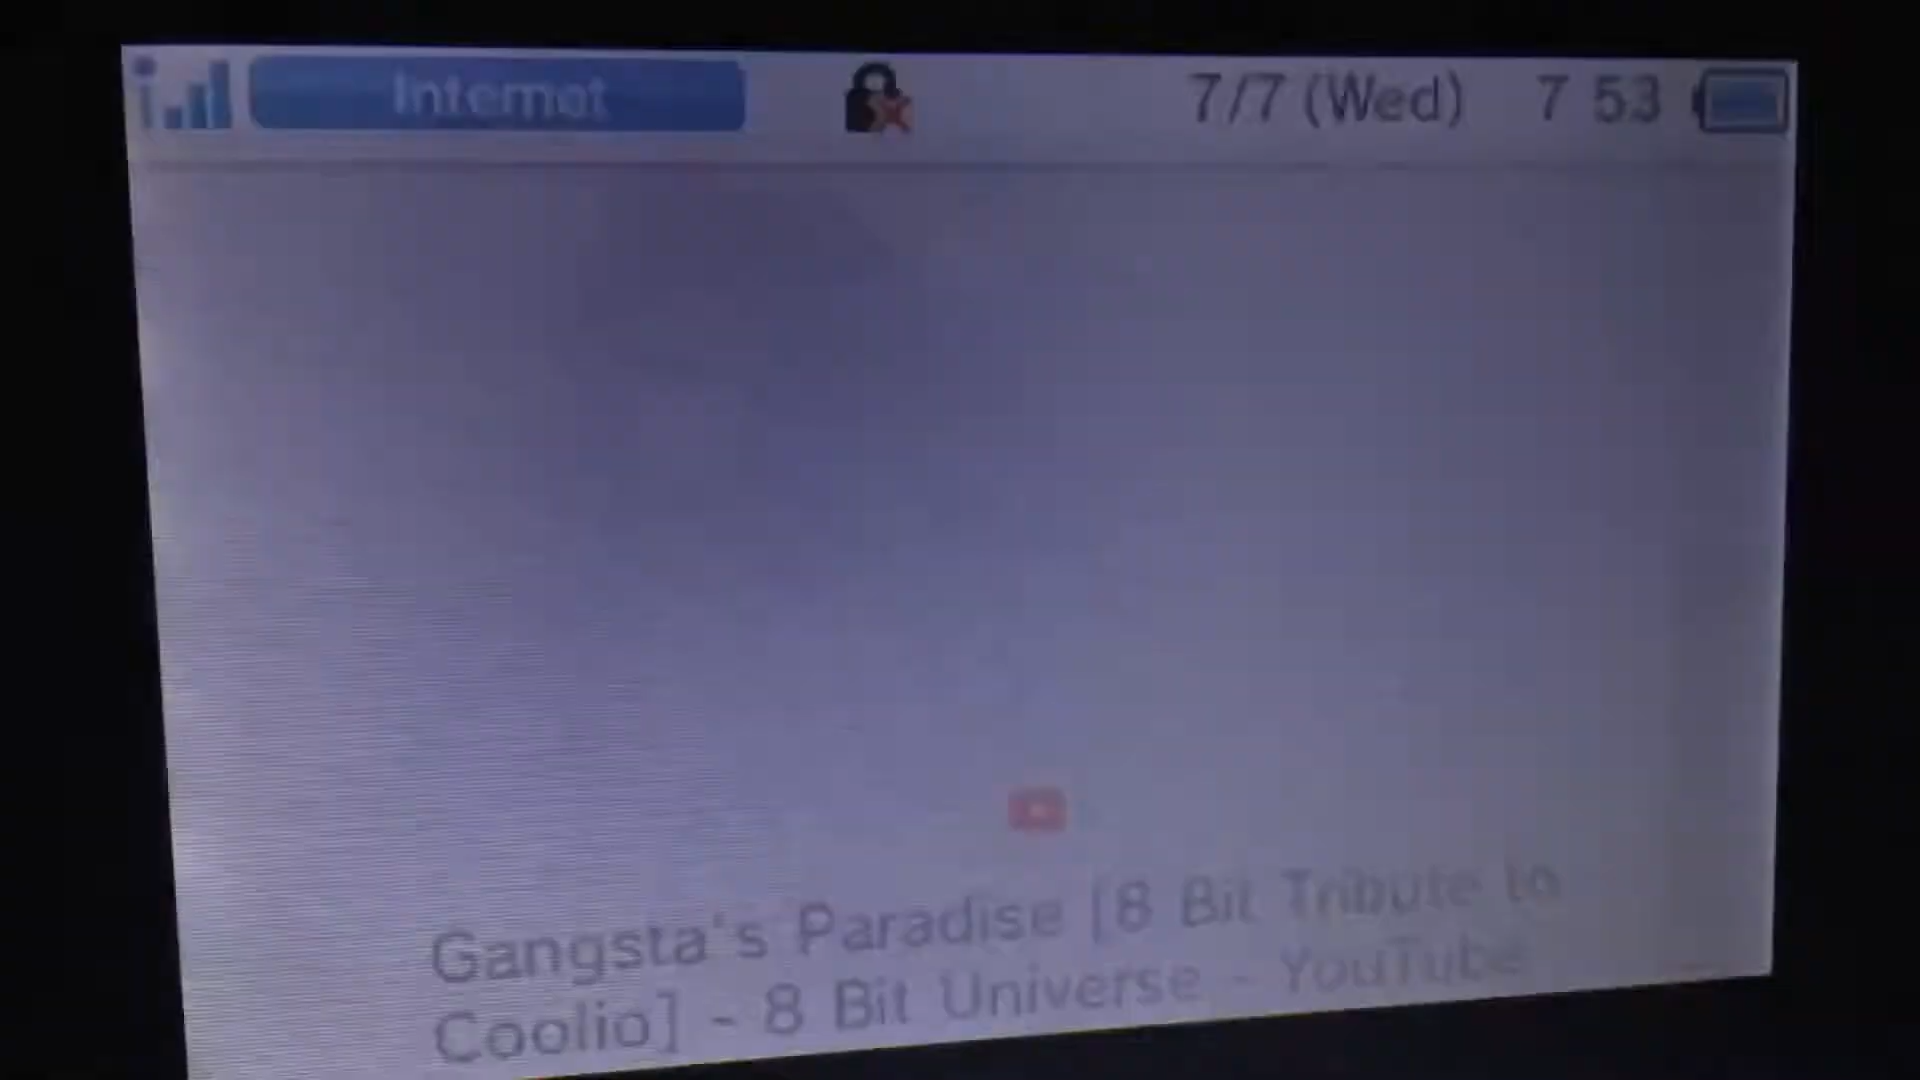 Internet 7/7 (Wed) 7 53
Gangsta's Paradise [8 Bit Tribute to
Coolio] - 8 Bit Universe - YouTube